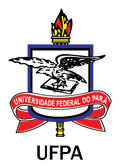 UNIVERSIDADE FEDERAL DO PARÁ
UFPA